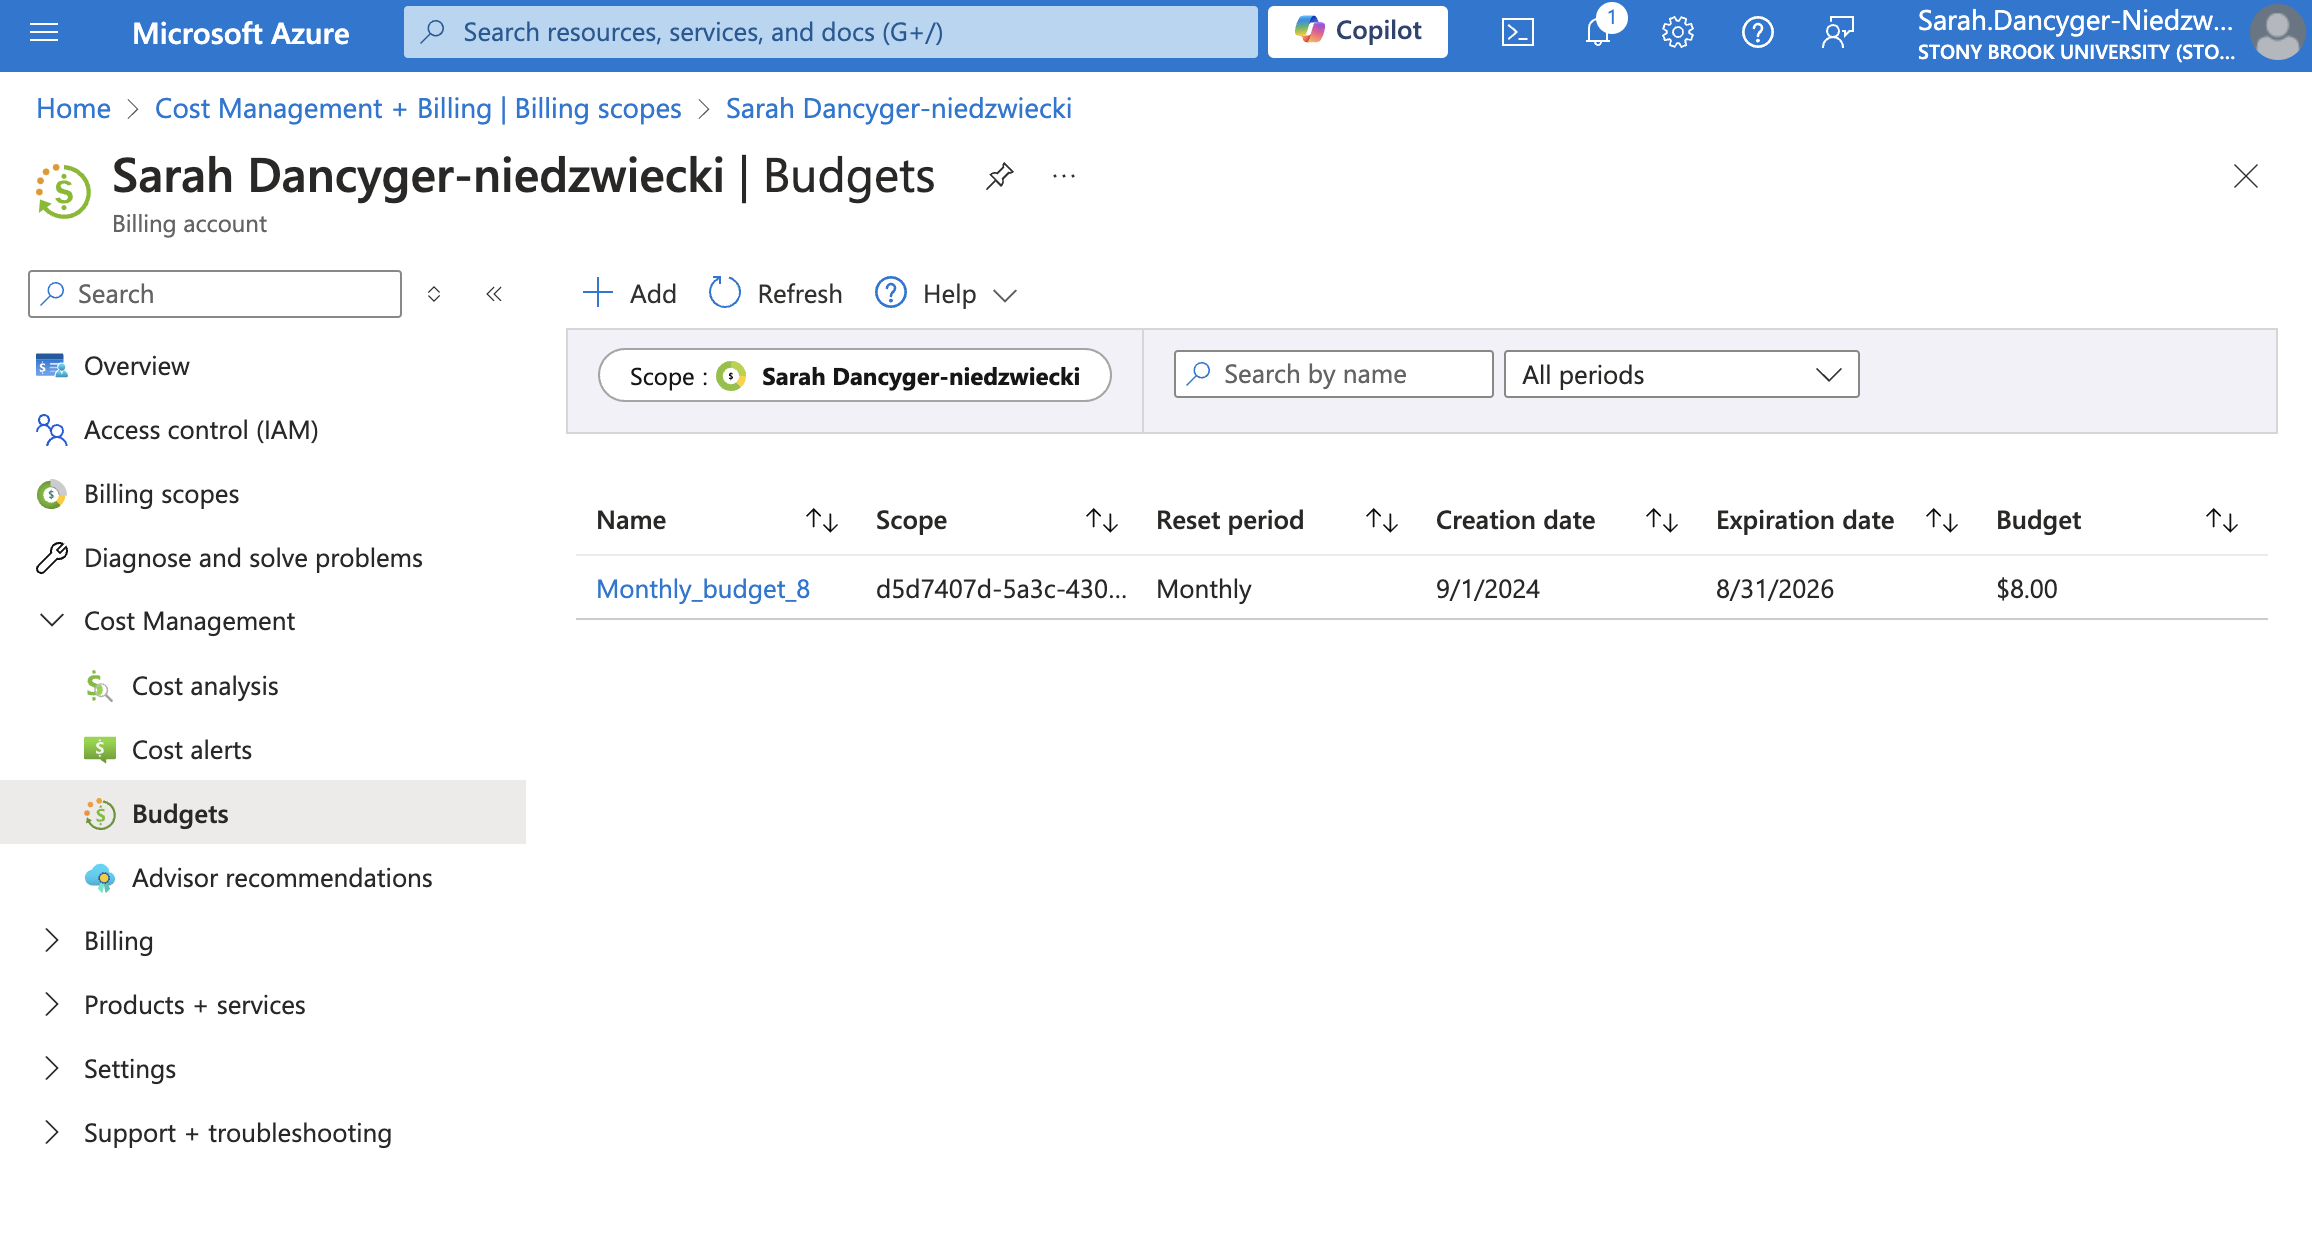 Microsoft Azure
Search resources, services, and docs (G+/)
Copilot
1
Sarah.Dancyger-Niedzw...
STONY BROOK UNIVERSITY (STO...
Home > Cost Management + Billing | Billing scopes > Sarah Dancyger-niedzwiecki
Sarah Dancyger-niedzwiecki | Budgets
Billing account
Search
Add
Refresh
Help
Overview
Access control (IAM)
Billing scopes
Diagnose and solve problems
Cost Management
Cost analysis
Cost alerts
Budgets
Advisor recommendations
Billing
Products + services
Settings
Support + troubleshooting
Scope : Sarah Dancyger-niedzwiecki
Search by name
All periods
Name Scope Reset period Creation date Expiration date Budget
Monthly_budget_8 d5d7407d-5a3c-430... Monthly 9/1/2024 8/31/2026 $8.00